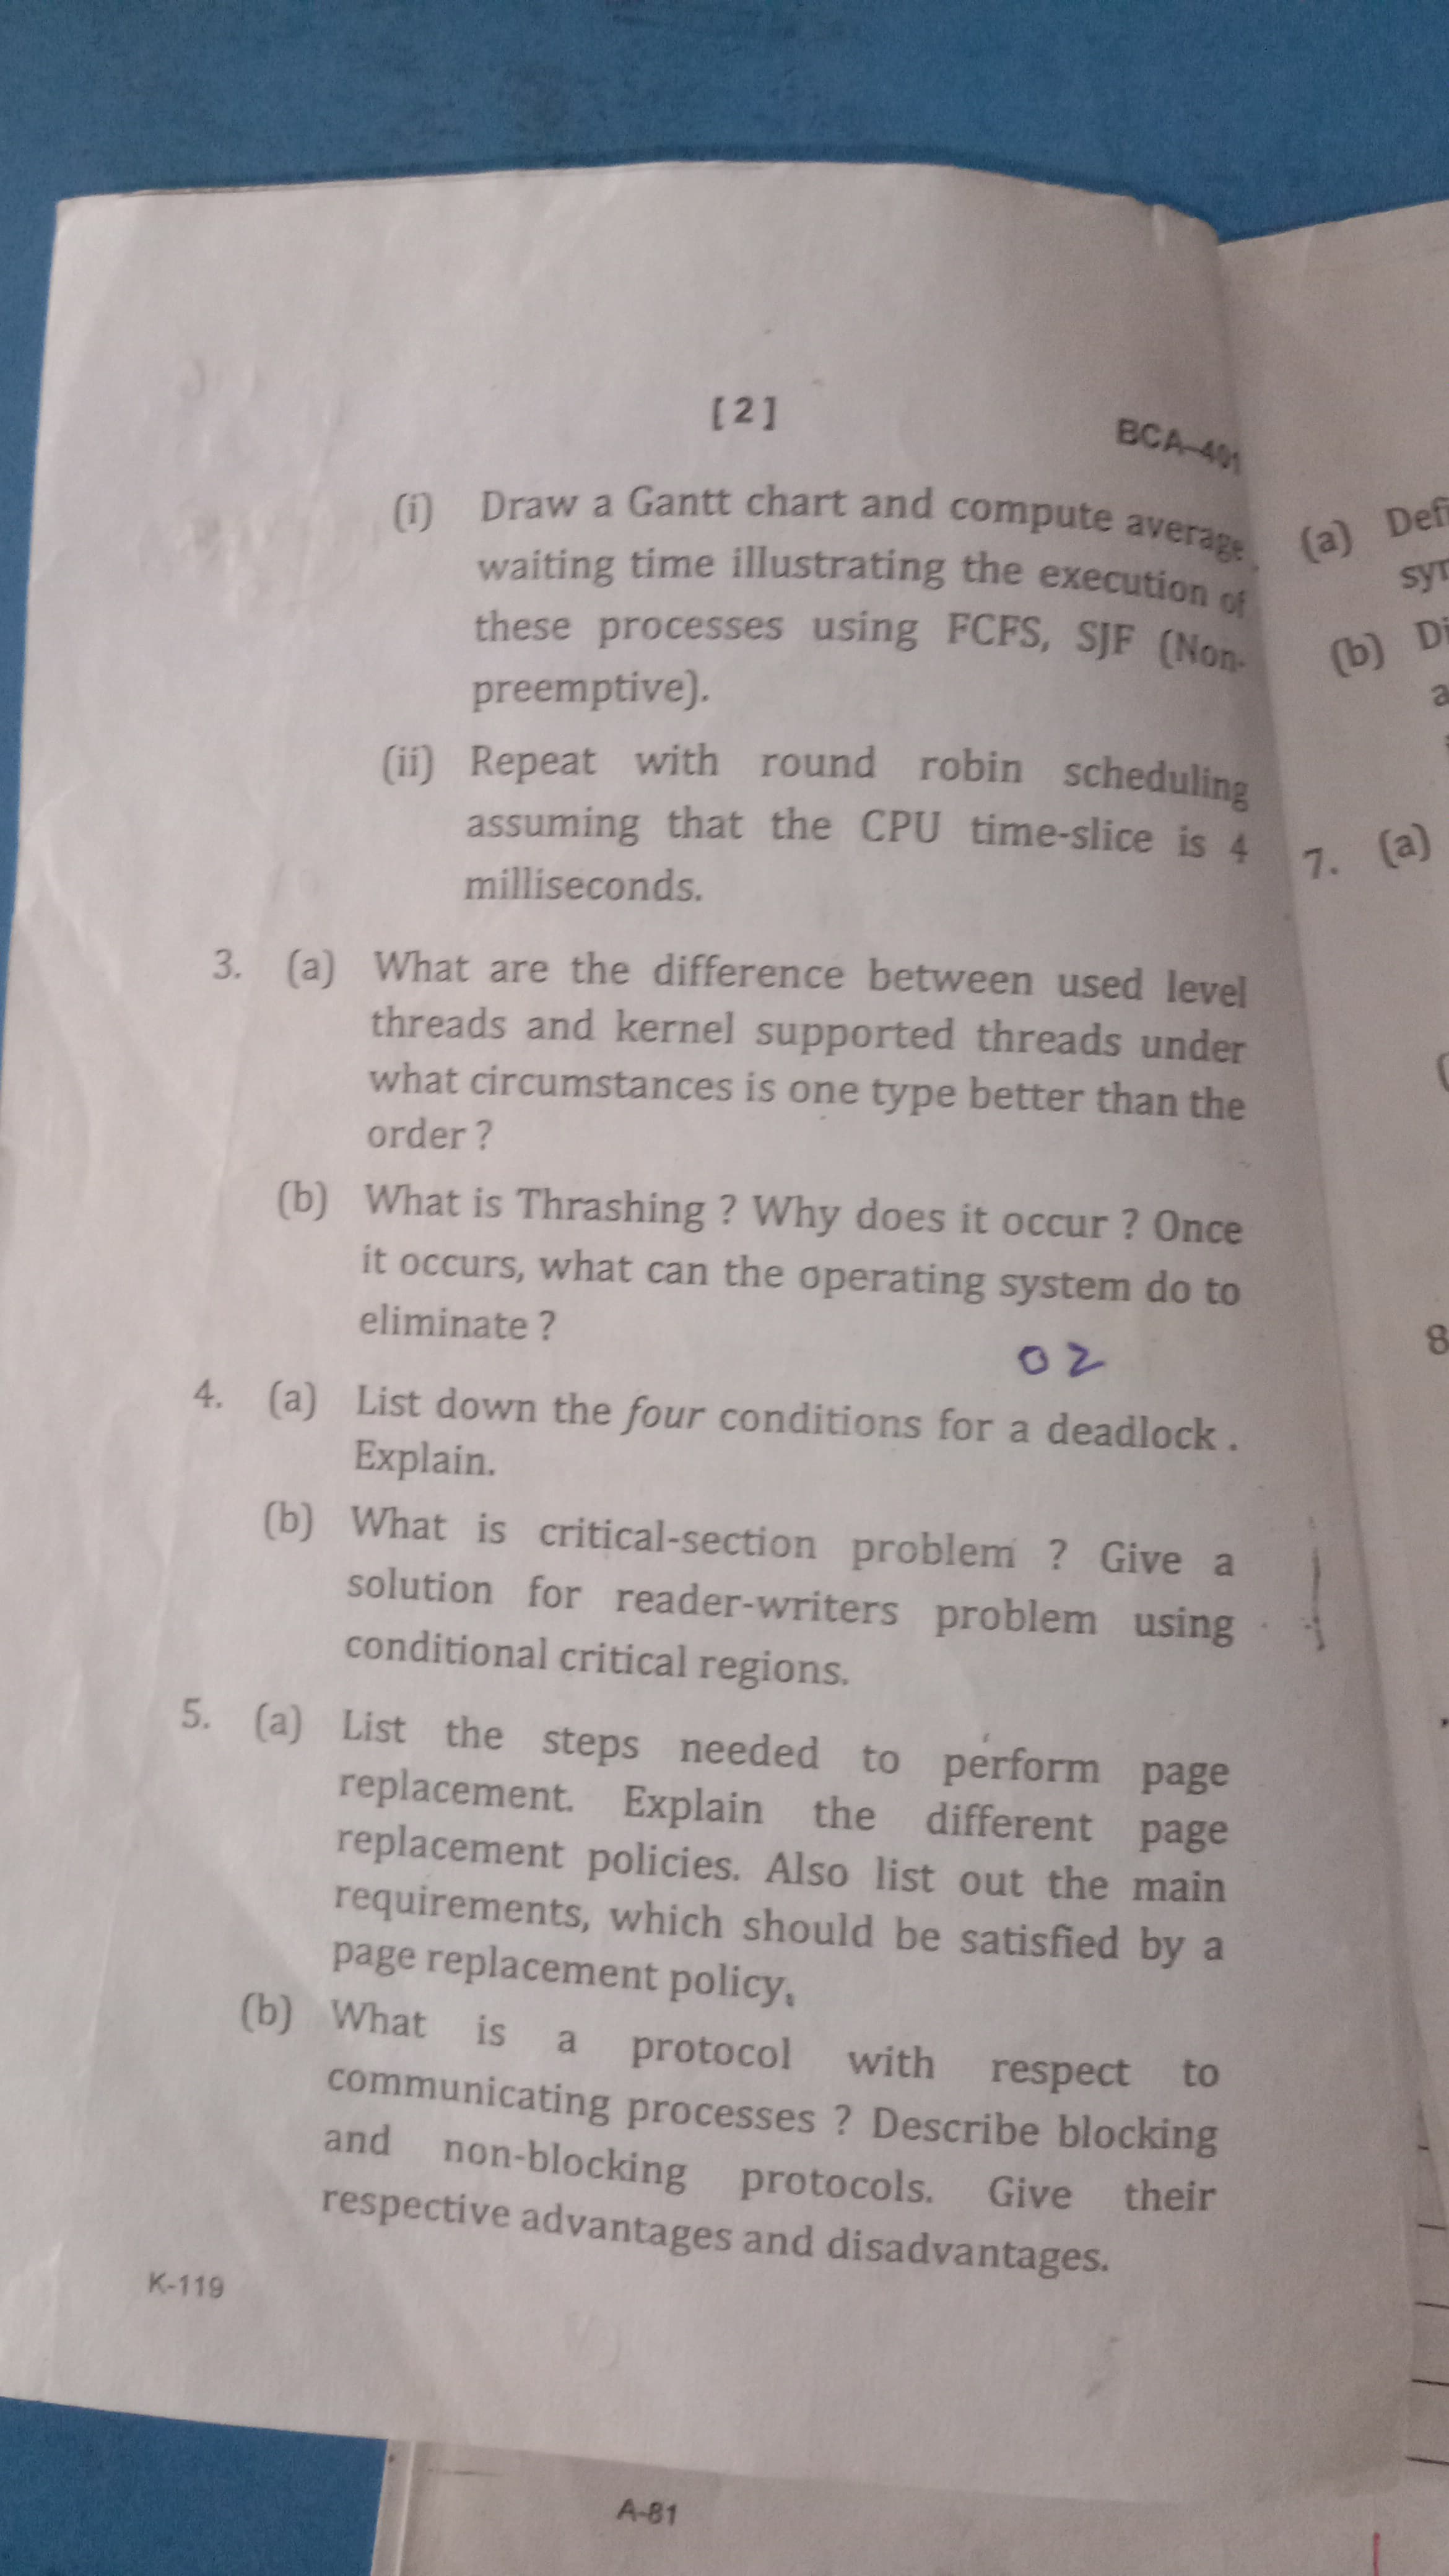 [2]
BCA-401
(i) Draw a Gantt chart and compute average
waiting time illustrating the execution of
these processes using FCFS, SJF (Non-
preemptive).
(ii) Repeat with round robin scheduling
assuming that the CPU time-slice is 4
milliseconds.
3. (a) What are the difference between used level
threads and kernel supported threads under
what circumstances is one type better than the
order ?
(b) What is Thrashing ? Why does it occur ? Once
it occurs, what can the operating system do to
eliminate ?
02
4. (a) List down the four conditions for a deadlock .
Explain.
(b) What is critical-section problem ? Give a
solution for reader-writers problem using
conditional critical regions.
5. (a) List the steps needed to perform page
replacement. Explain the different page
replacement policies. Also list out the main
requirements, which should be satisfied by a
page replacement policy.
(b) What is a protocol with respect to
communicating processes ? Describe blocking
and non-blocking protocols. Give their
respective advantages and disadvantages.
K-119
(a)
(b)
7. (a)
8
A-81